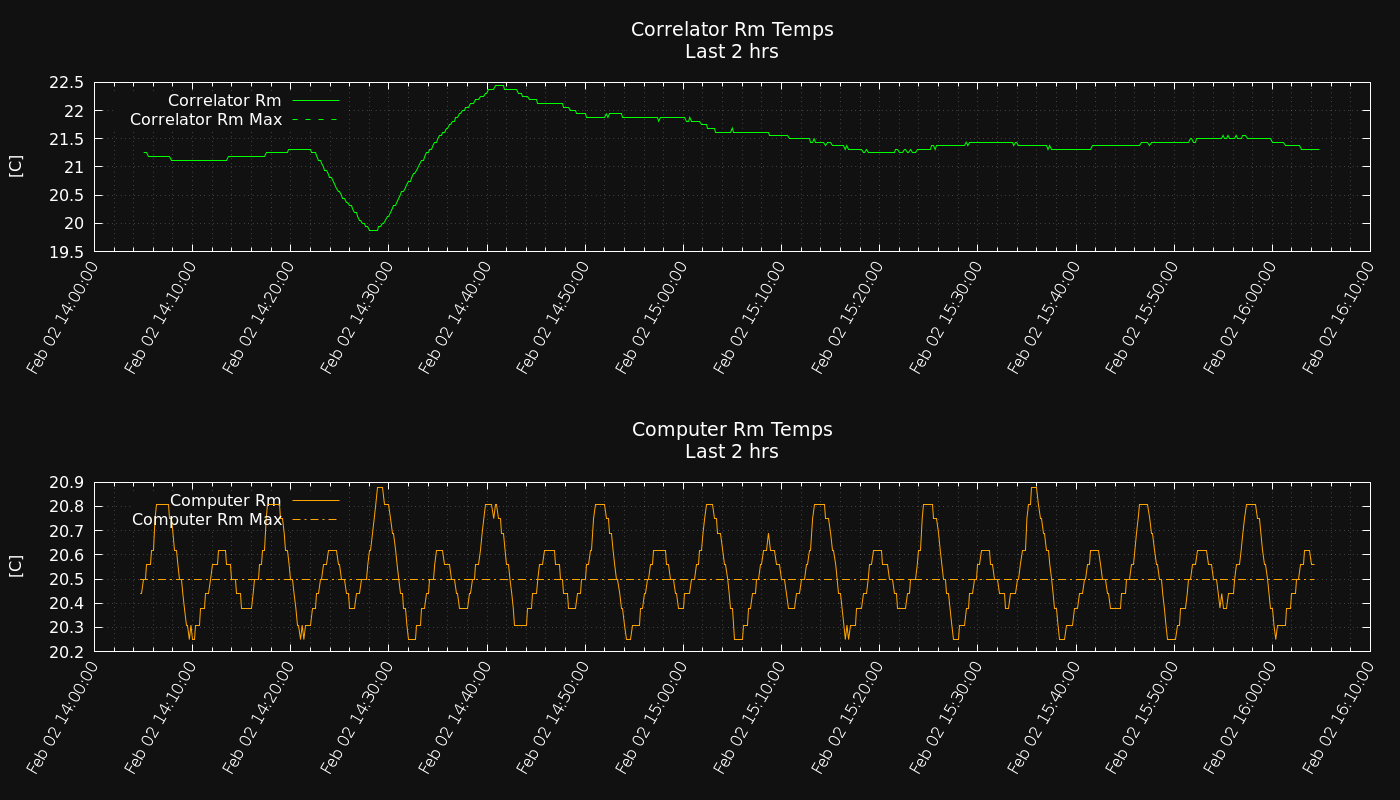 Correlator Rm Temps
Last 2 hrs
Correlator Rm
Correlator Rm Max
[C]
22.5
22
21.5
21
20.5
20
19.5
Feb 02 14:00:00
Feb 02 14:10:00
Feb 02 14:20:00
Feb 02 14:30:00
Feb 02 14:40:00
Feb 02 14:50:00
Feb 02 15:00:00
Feb 02 15:10:00
Feb 02 15:20:00
Feb 02 15:30:00
Feb 02 15:40:00
Feb 02 15:50:00
Feb 02 16:00:00
Feb 02 16:10:00
Computer Rm Temps
Last 2 hrs
Computer Rm
Computer Rm Max
[C]
20.9
20.8
20.7
20.6
20.5
20.4
20.3
20.2
Feb 02 14:00:00
Feb 02 14:10:00
Feb 02 14:20:00
Feb 02 14:30:00
Feb 02 14:40:00
Feb 02 14:50:00
Feb 02 15:00:00
Feb 02 15:10:00
Feb 02 15:20:00
Feb 02 15:30:00
Feb 02 15:40:00
Feb 02 15:50:00
Feb 02 16:00:00
Feb 02 16:10:00